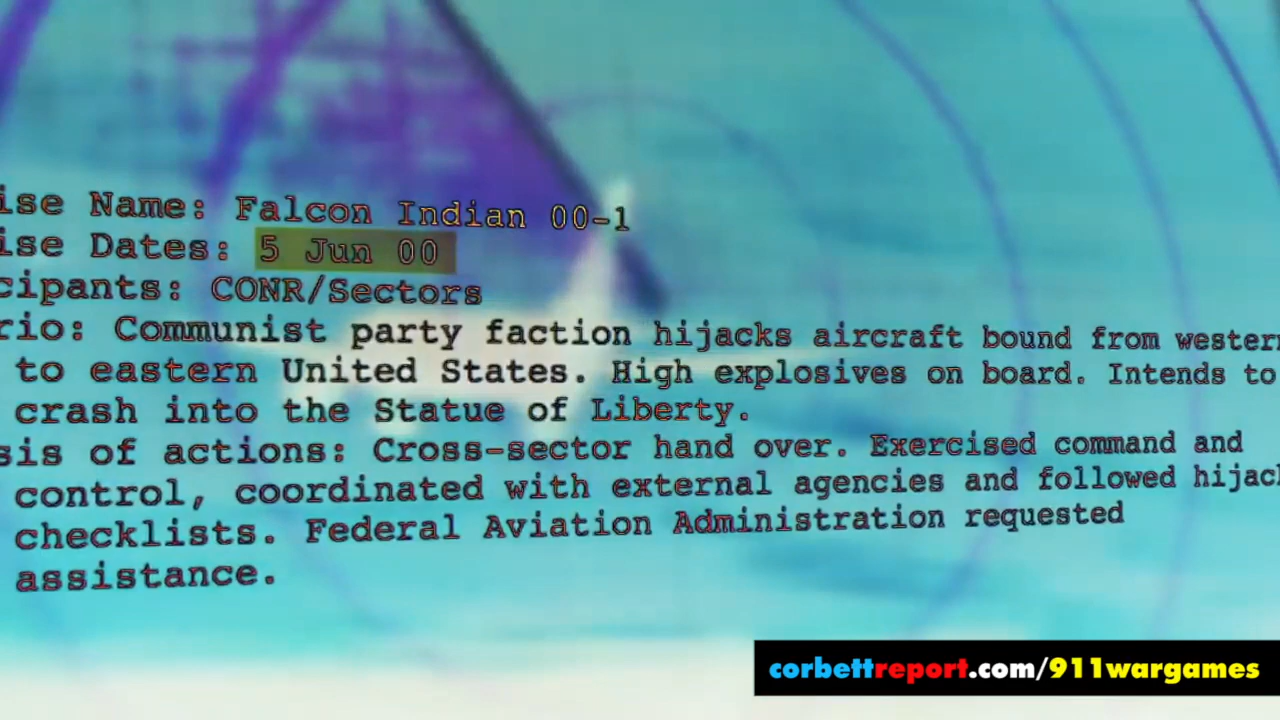 ise Name: Falcon Indian 00-1
ise Dates: 5 Jun 00
cipants: CONR/Sectors
rio: Communist party faction hijacks aircraft bound from western
to eastern United States. High explosives on board. Intends to
crash into the Statue of Liberty.
sis of actions: Cross-sector hand over. Exercised command and
control, coordinated with external agencies and followed hijack
checklists. Federal Aviation Administration requested
assistance.
corbettreport.com/911wargames